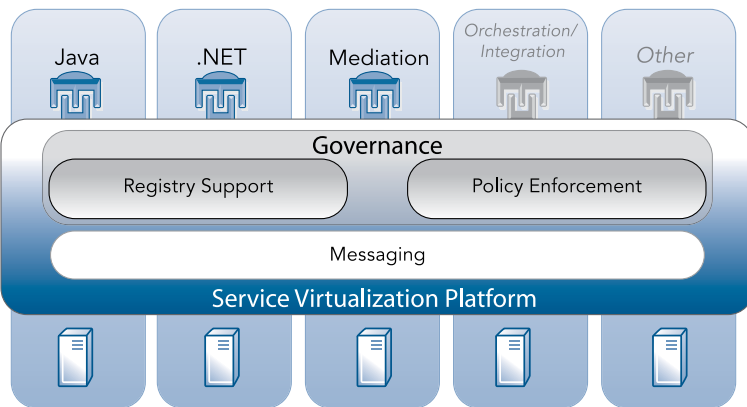 Java
.NET
Mediation
Orchestration/
Integration
Other
Governance
Registry Support
Policy Enforcement
Messaging
Service Virtualization Platform